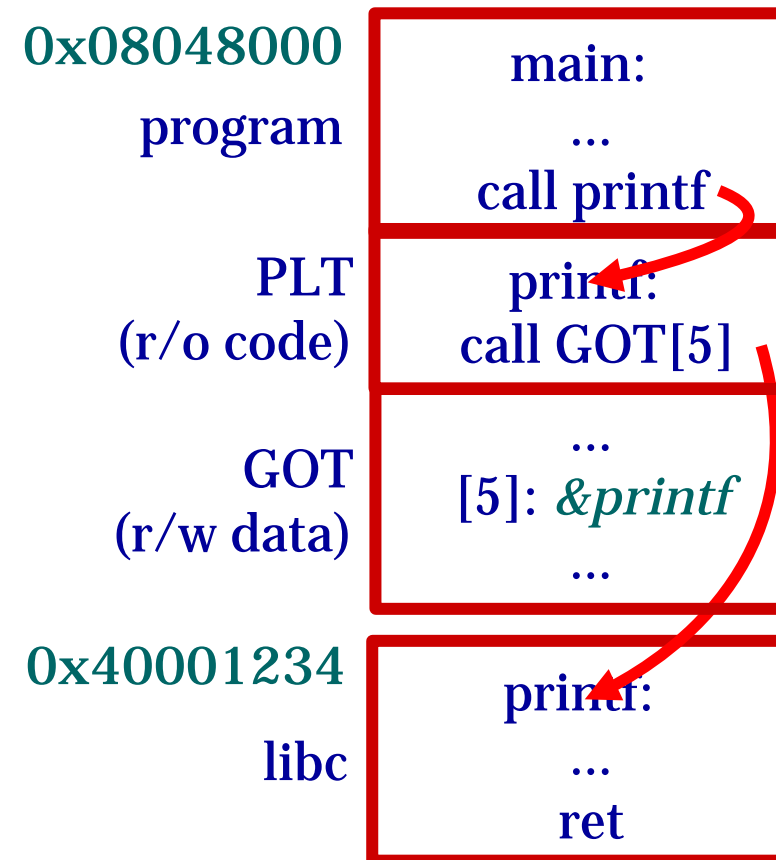 0x08048000
program
main:
...
call printf
PLT
(r/o code)
printf:
call GOT[5]
GOT
(r/w data)
...
[5]: &printf
...
0x40001234
libc
printf:
...
ret